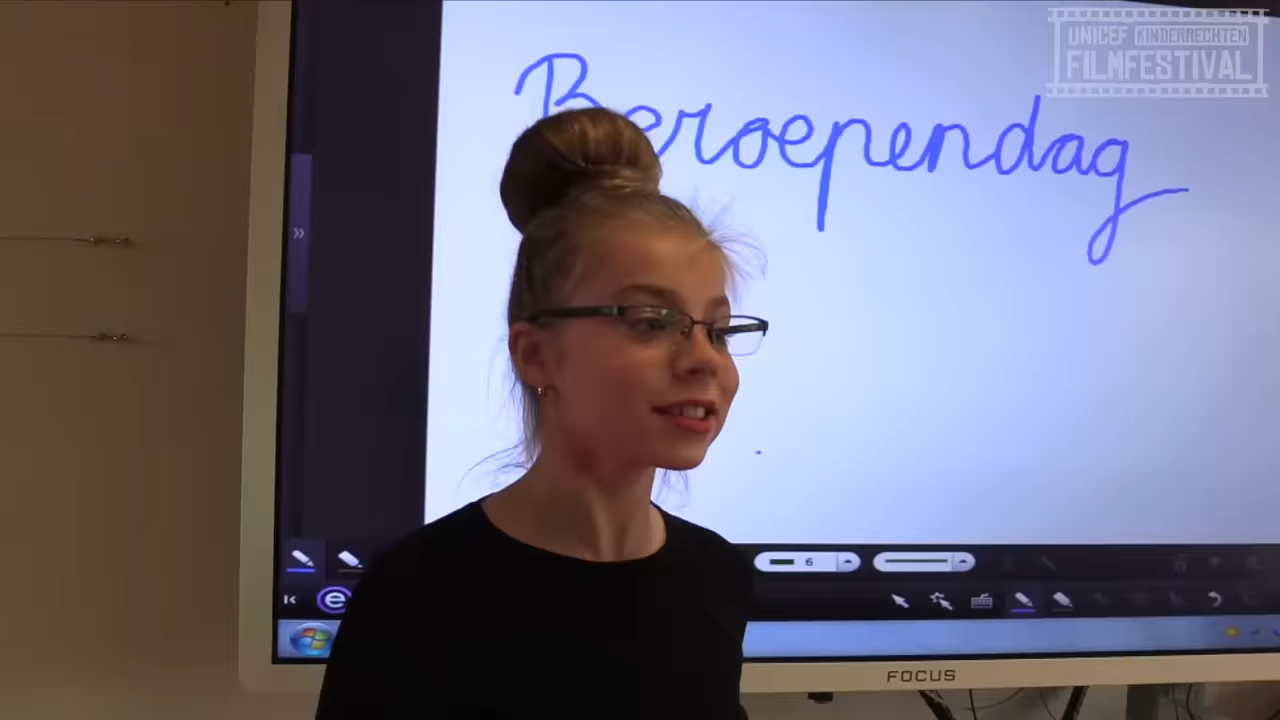 UNICEF KINDERRECHTEN
FILMFESTIVAL
Beroependag
»
6
e
FOCUS